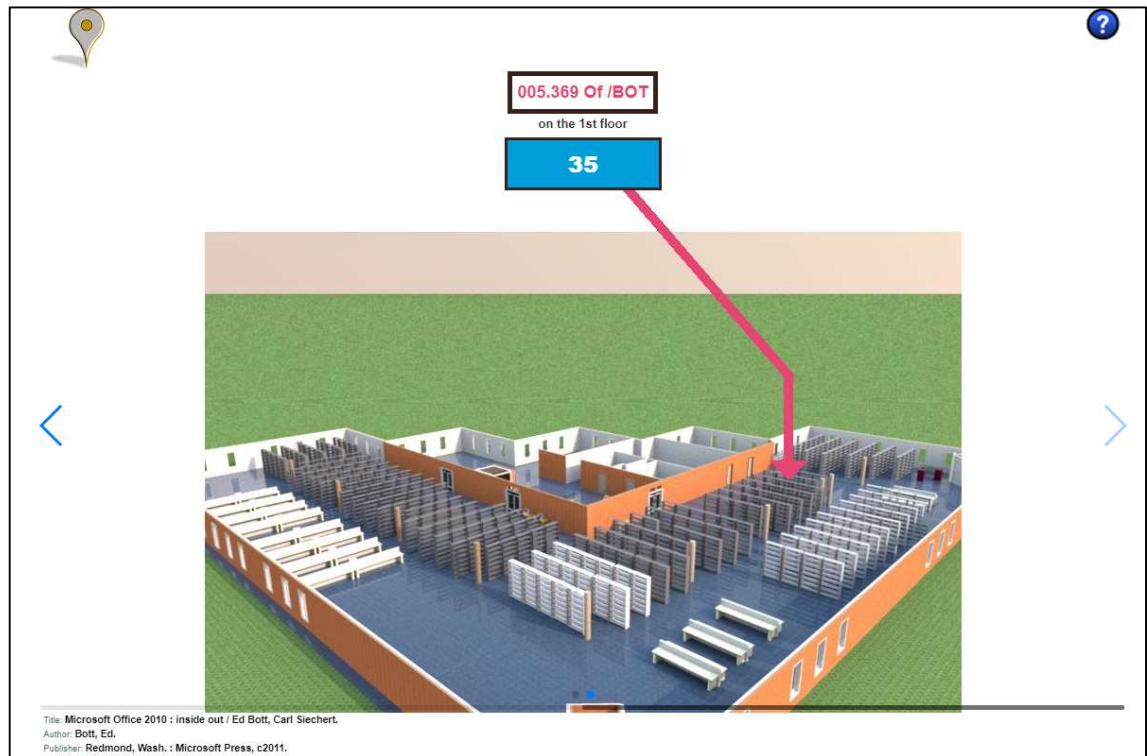 ?
005.369 Of /BOT
on the 1st floor
35
Title: Microsoft Office 2010 : inside out / Ed Bott, Carl Siechert.
Author: Bott, Ed.
Publisher: Redmond, Wash. : Microsoft Press, c2011.